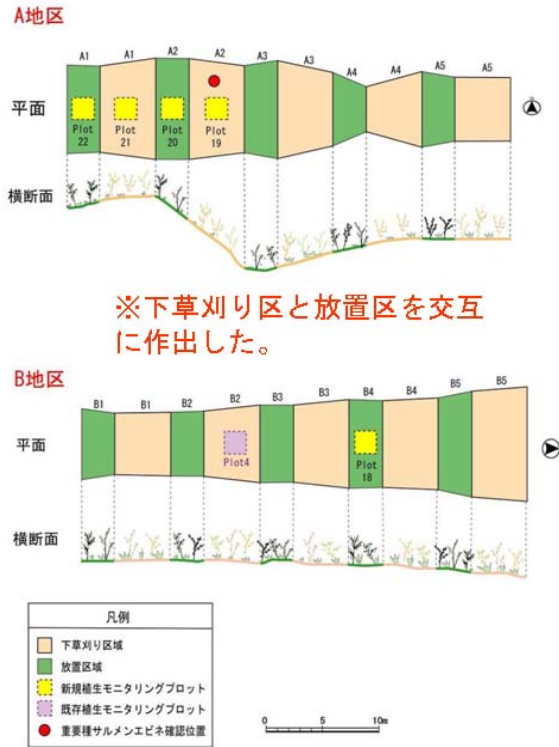 A地区
A1
A1
A2
A2
A3
A3
A4
A4
A5
A5
平面
Plot
22
Plot
21
Plot
20
Plot
19
横断面
※下草刈り区と放置区を交互
に作出した。
B地区
B1
B1
B2
B2
B3
B3
B4
B4
B5
B5
平面
Plot4
Plot
18
横断面
凡例
下草刈り区域
放置区域
新規植生モニタリングプロット
既存植生モニタリングプロット
重要種サルメンエビネ確認位置
0 5 10m